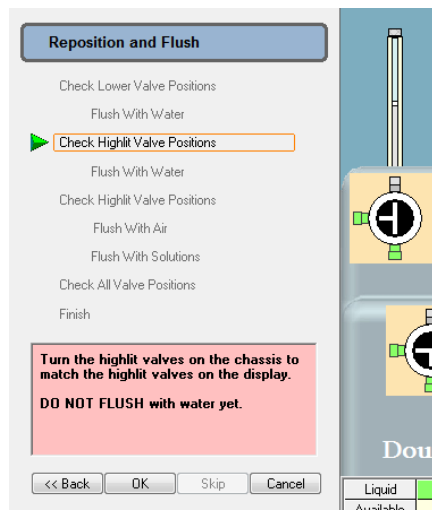 Reposition and Flush
Check Lower Valve Positions
Flush With Water
Check Highlit Valve Positions
Flush With Water
Check Highlit Valve Positions
Flush With Air
Flush With Solutions
Check All Valve Positions
Finish
Turn the highlit valves on the chassis to
match the highlit valves on the display.
DO NOT FLUSH with water yet.
<< Back OK Skip Cancel
Dou
Liquid
Available